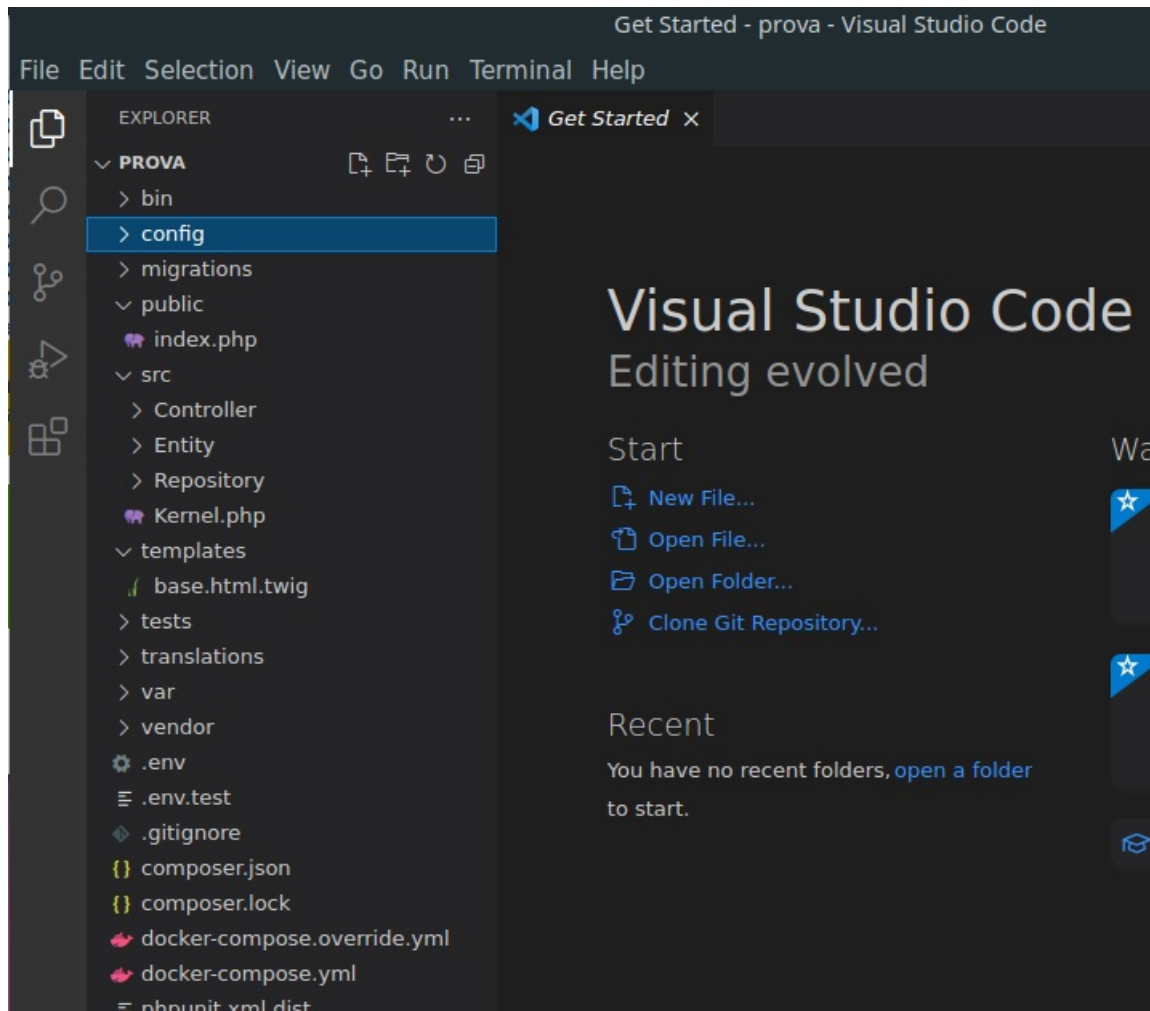 Get Started - prova - Visual Studio Code
File Edit Selection View Go Run Terminal Help
EXPLORER
Get Started
PROVA
bin
config
migrations
public
index.php
src
Controller
Entity
Repository
Kernel.php
templates
base.html.twig
tests
translations
var
vendor
.env
.env.test
.gitignore
composer.json
composer.lock
docker-compose.override.yml
docker-compose.yml
phpunit.xml.dist
Visual Studio Code
Editing evolved
Start
New File...
Open File...
Open Folder...
Clone Git Repository...
Recent
You have no recent folders, open a folder
to start.